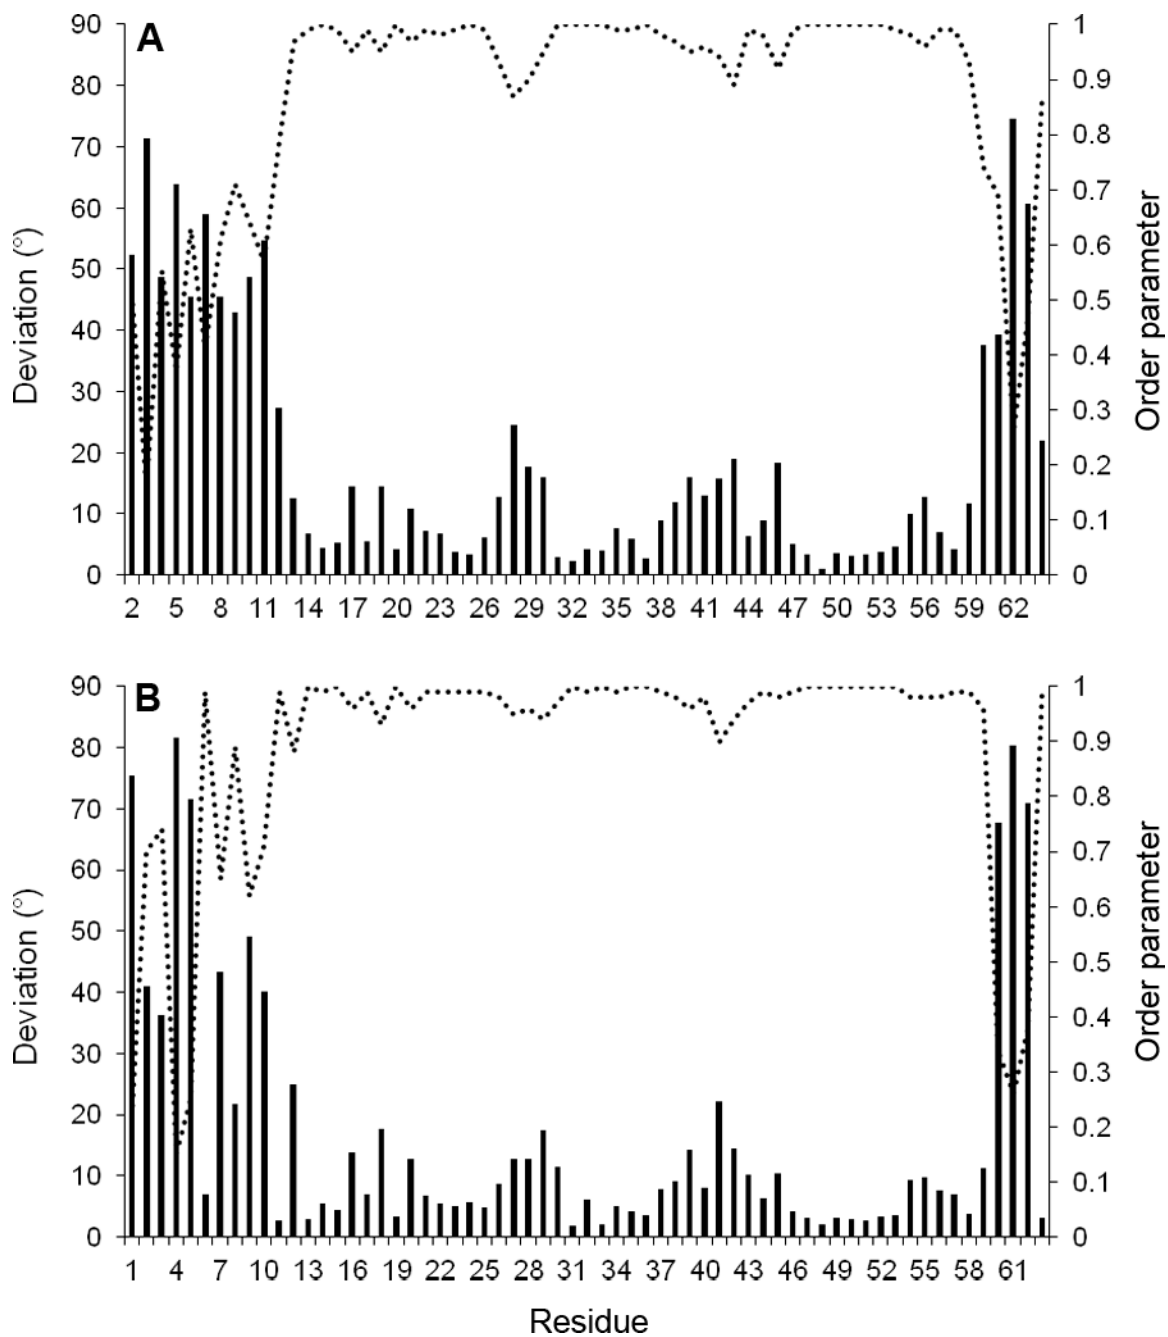 A
90 80 70 60 50 40 30 20 10 0
Deviation (°)
1 0.9 0.8 0.7 0.6 0.5 0.4 0.3 0.2 0.1 0
Order parameter
2 5 8 11 14 17 20 23 26 29 32 35 38 41 44 47 50 53 56 59 62
B
90 80 70 60 50 40 30 20 10 0
Deviation (°)
1 0.9 0.8 0.7 0.6 0.5 0.4 0.3 0.2 0.1 0
Order parameter
1 4 7 10 13 16 19 22 25 28 31 34 37 40 43 46 49 52 55 58 61
Residue